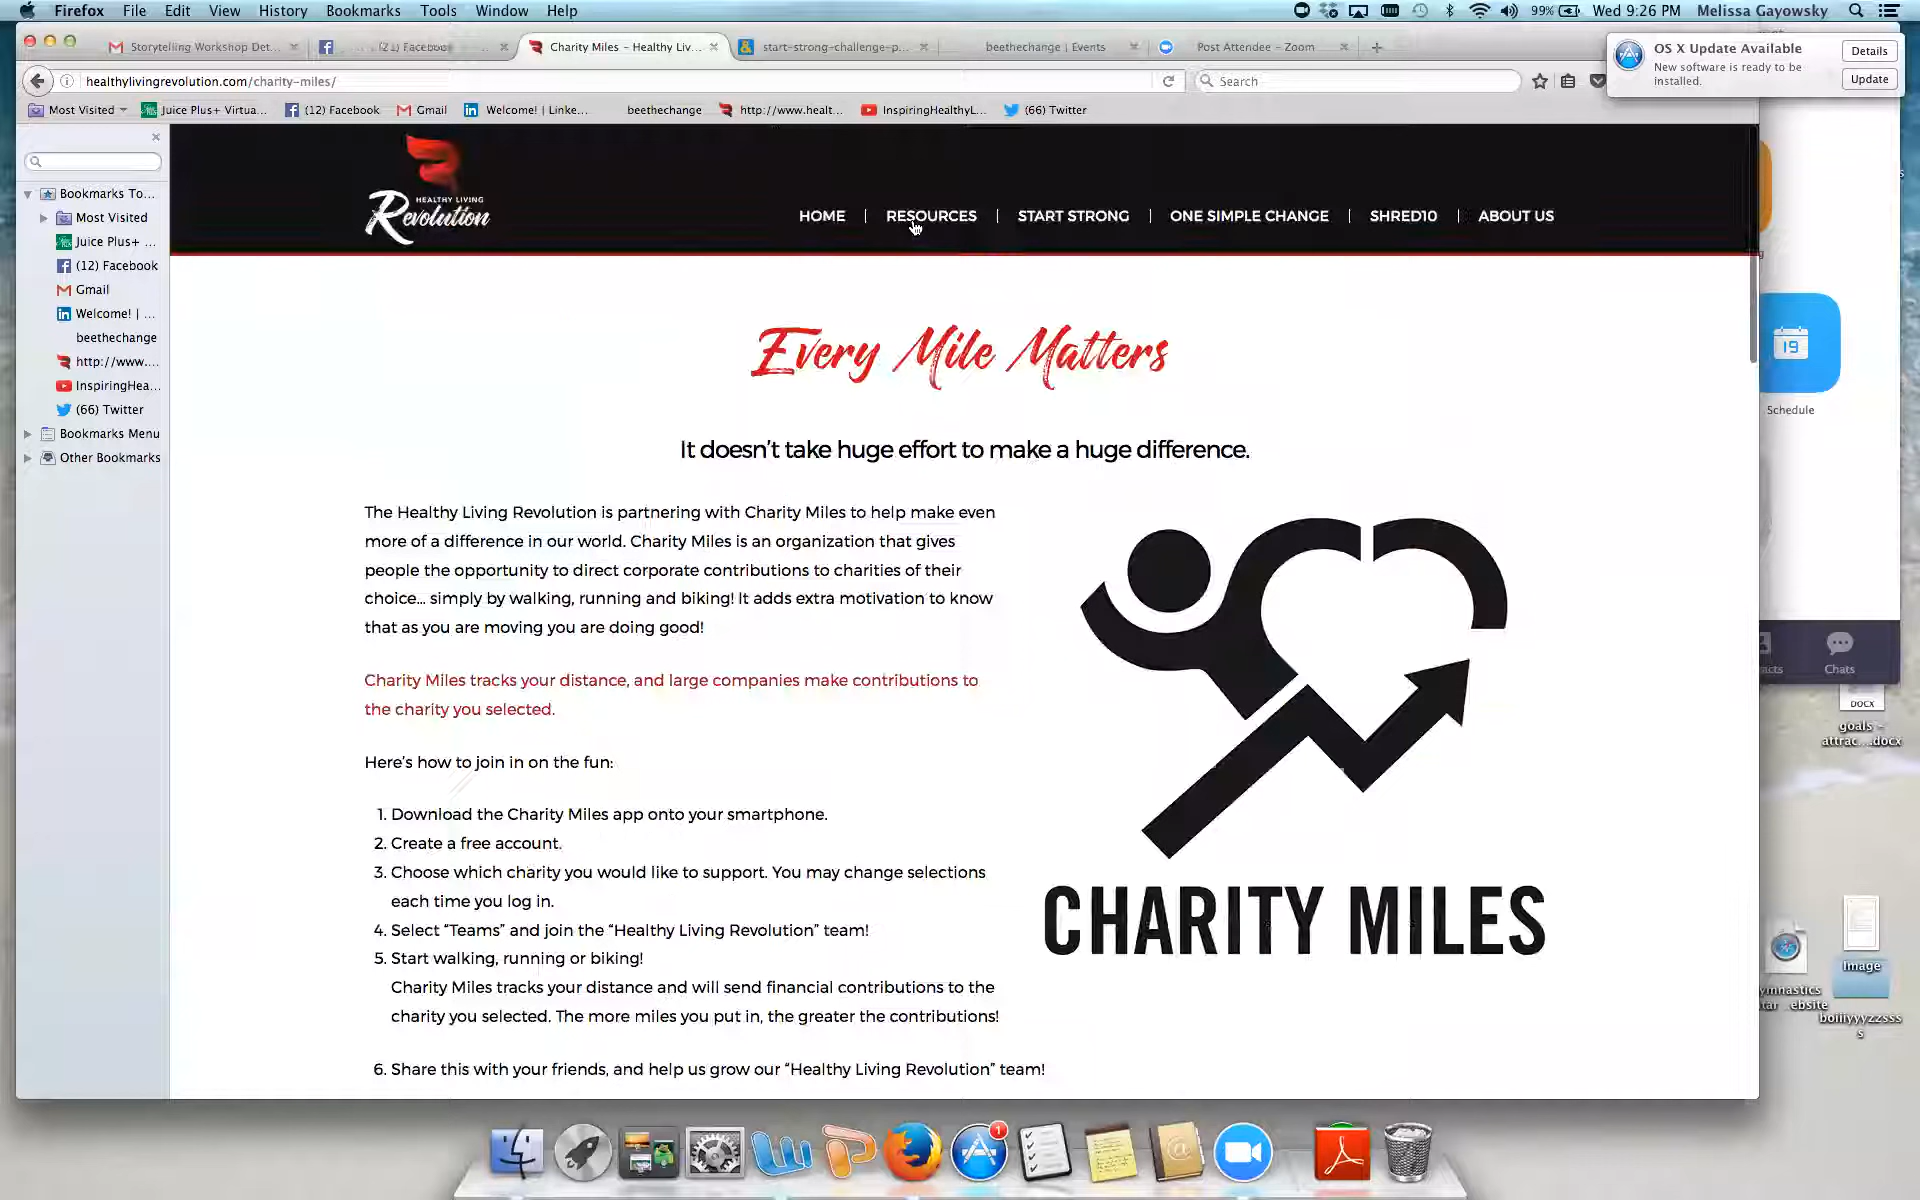 Firefox File Edit View History Bookmarks Tools Window Help 99% Wed 9:26 PM Melissa Gayowsky
Storytelling Workshop Det...
(21) Facebook
Charity Miles – Healthy Liv...
start-strong-challenge-p...
beethechange | Events
Post Attendee – Zoom
OS X Update Available
New software is ready to be
installed.
Details
Update
healthylivingrevolution.com/charity-miles/
Search
Most Visited
Juice Plus+ Virtua...
(12) Facebook
Gmail
Welcome! | Linke...
beethechange
http://www.healt...
InspiringHealthyL...
(66) Twitter
Bookmarks To...
Most Visited
Juice Plus+ ...
(12) Facebook
Gmail
Welcome! | ...
beethechange
http://www....
InspiringHea...
(66) Twitter
Bookmarks Menu
Other Bookmarks
HEALTHY LIVING
Revolution
HOME | RESOURCES | START STRONG | ONE SIMPLE CHANGE | SHRED10 | ABOUT US
Every Mile Matters
It doesn't take huge effort to make a huge difference.
The Healthy Living Revolution is partnering with Charity Miles to help make even
more of a difference in our world. Charity Miles is an organization that gives
people the opportunity to direct corporate contributions to charities of their
choice... simply by walking, running and biking! It adds extra motivation to know
that as you are moving you are doing good!
Charity Miles tracks your distance, and large companies make contributions to
the charity you selected.
Here's how to join in on the fun:
1. Download the Charity Miles app onto your smartphone.
2. Create a free account.
3. Choose which charity you would like to support. You may change selections
each time you log in.
4. Select “Teams” and join the “Healthy Living Revolution” team!
5. Start walking, running or biking!
Charity Miles tracks your distance and will send financial contributions to the
charity you selected. The more miles you put in, the greater the contributions!
6. Share this with your friends, and help us grow our “Healthy Living Revolution” team!
CHARITY MILES
19
Schedule
Chats
DOCX
goals –
attrac....docx
Image
1